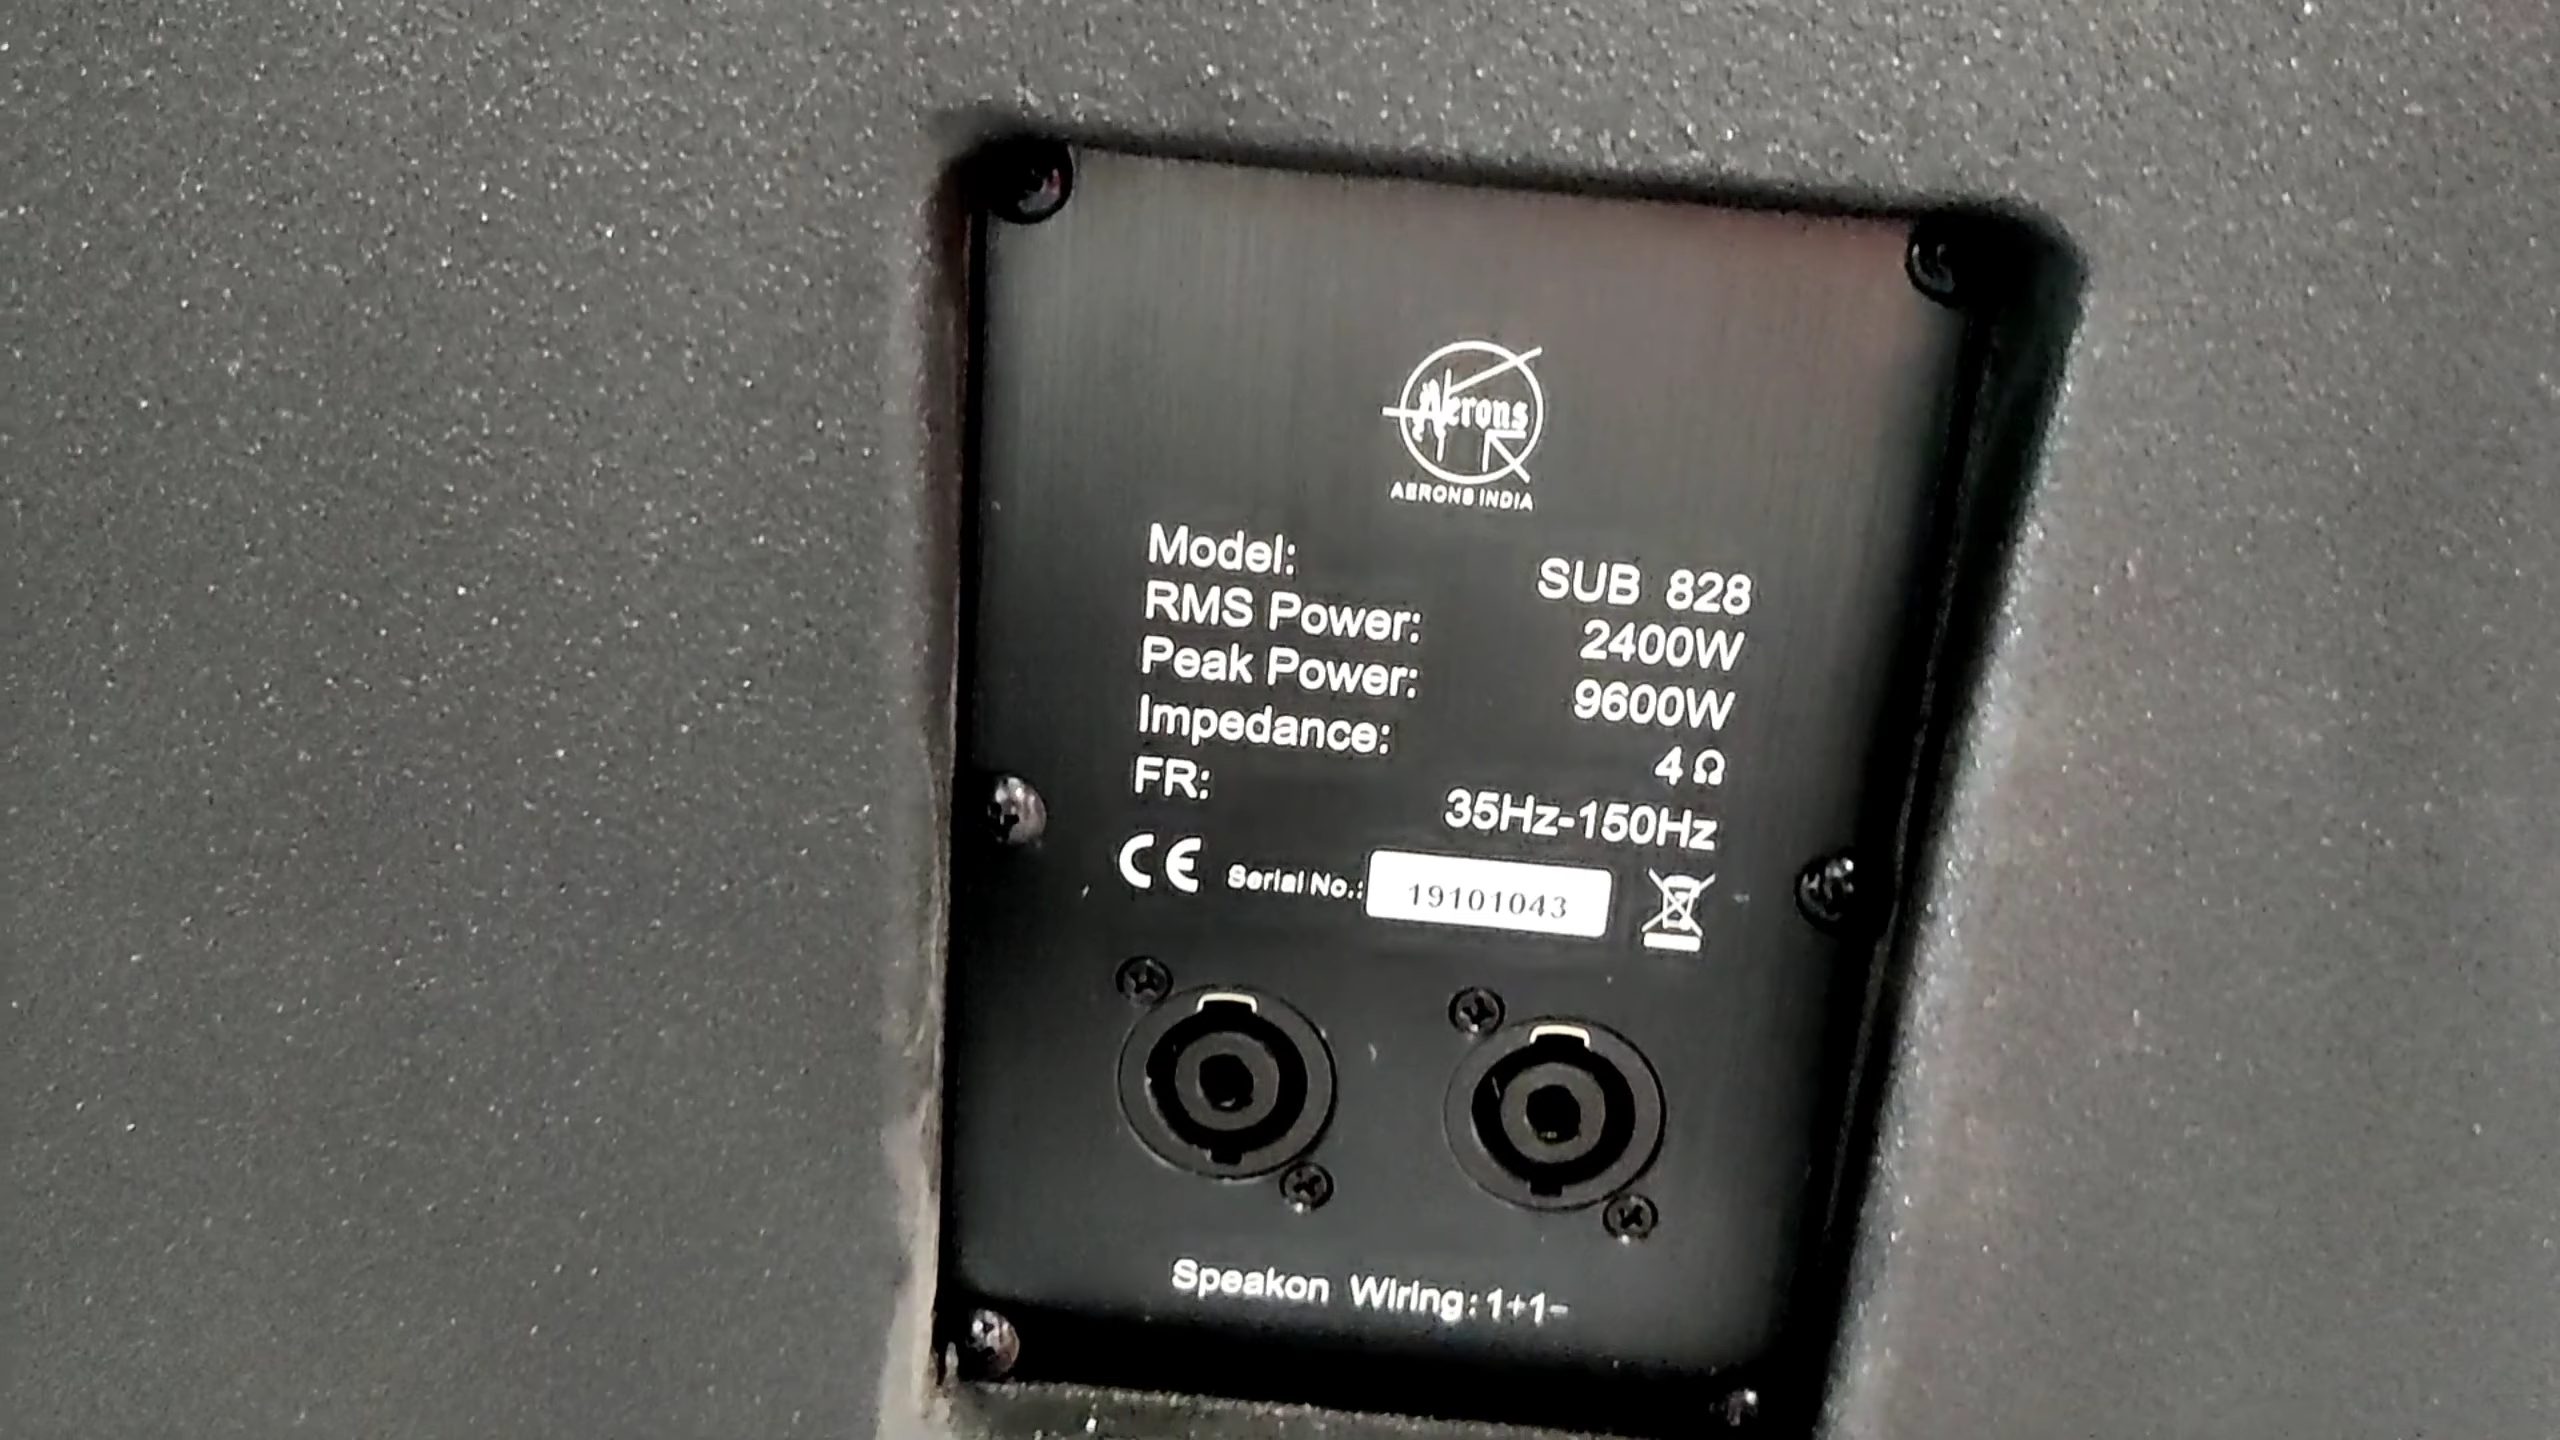 Aerons
AERONS INDIA
Model: SUB 828
RMS Power: 2400W
Peak Power: 9600W
Impedance: 4 Ω
FR: 35Hz-150Hz
CE Serial No.: 19101043
Speakon Wiring: 1+1-